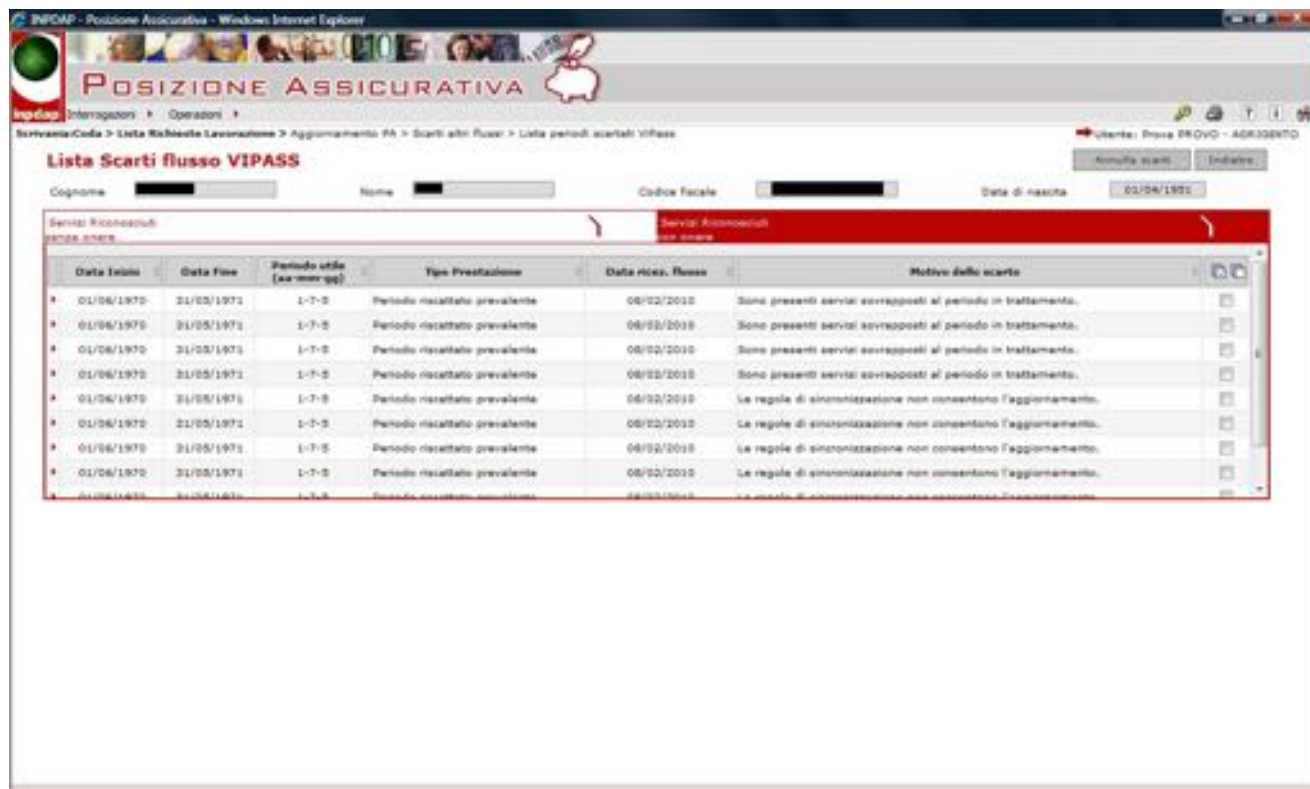 INPDAP - Posizione Assicurativa - Windows Internet Explorer
POSIZIONE ASSICURATIVA
inpdap Interrogazioni Operazioni
Scrivania:Coda > Lista Richieste Lavorazione > Aggiornamento PA > Scarti altri flussi > Lista periodi scartati VIPass
Utente: Prova PROVO - AGRIGENTO
Lista Scarti flusso VIPASS
Annulla scarti Indietro
Cognome Nome Codice fiscale Data di nascita 01/04/1951
Servizi Riconosciuti senza onere
Servizi Riconosciuti con onere
Data Inizio Data Fine Periodo utile (aa-mm-gg) Tipo Prestazione Data ricez. flusso Motivo dello scarto
01/06/1970 31/05/1971 1-7-5 Periodo riscattato prevalente 08/02/2010 Sono presenti servizi sovrapposti al periodo in trattamento.
01/06/1970 31/05/1971 1-7-5 Periodo riscattato prevalente 08/02/2010 Sono presenti servizi sovrapposti al periodo in trattamento.
01/06/1970 31/05/1971 1-7-5 Periodo riscattato prevalente 08/02/2010 Sono presenti servizi sovrapposti al periodo in trattamento.
01/06/1970 31/05/1971 1-7-5 Periodo riscattato prevalente 08/02/2010 Sono presenti servizi sovrapposti al periodo in trattamento.
01/06/1970 31/05/1971 1-7-5 Periodo riscattato prevalente 08/02/2010 Le regole di sincronizzazione non consentono l'aggiornamento.
01/06/1970 31/05/1971 1-7-5 Periodo riscattato prevalente 08/02/2010 Le regole di sincronizzazione non consentono l'aggiornamento.
01/06/1970 31/05/1971 1-7-5 Periodo riscattato prevalente 08/02/2010 Le regole di sincronizzazione non consentono l'aggiornamento.
01/06/1970 31/05/1971 1-7-5 Periodo riscattato prevalente 08/02/2010 Le regole di sincronizzazione non consentono l'aggiornamento.